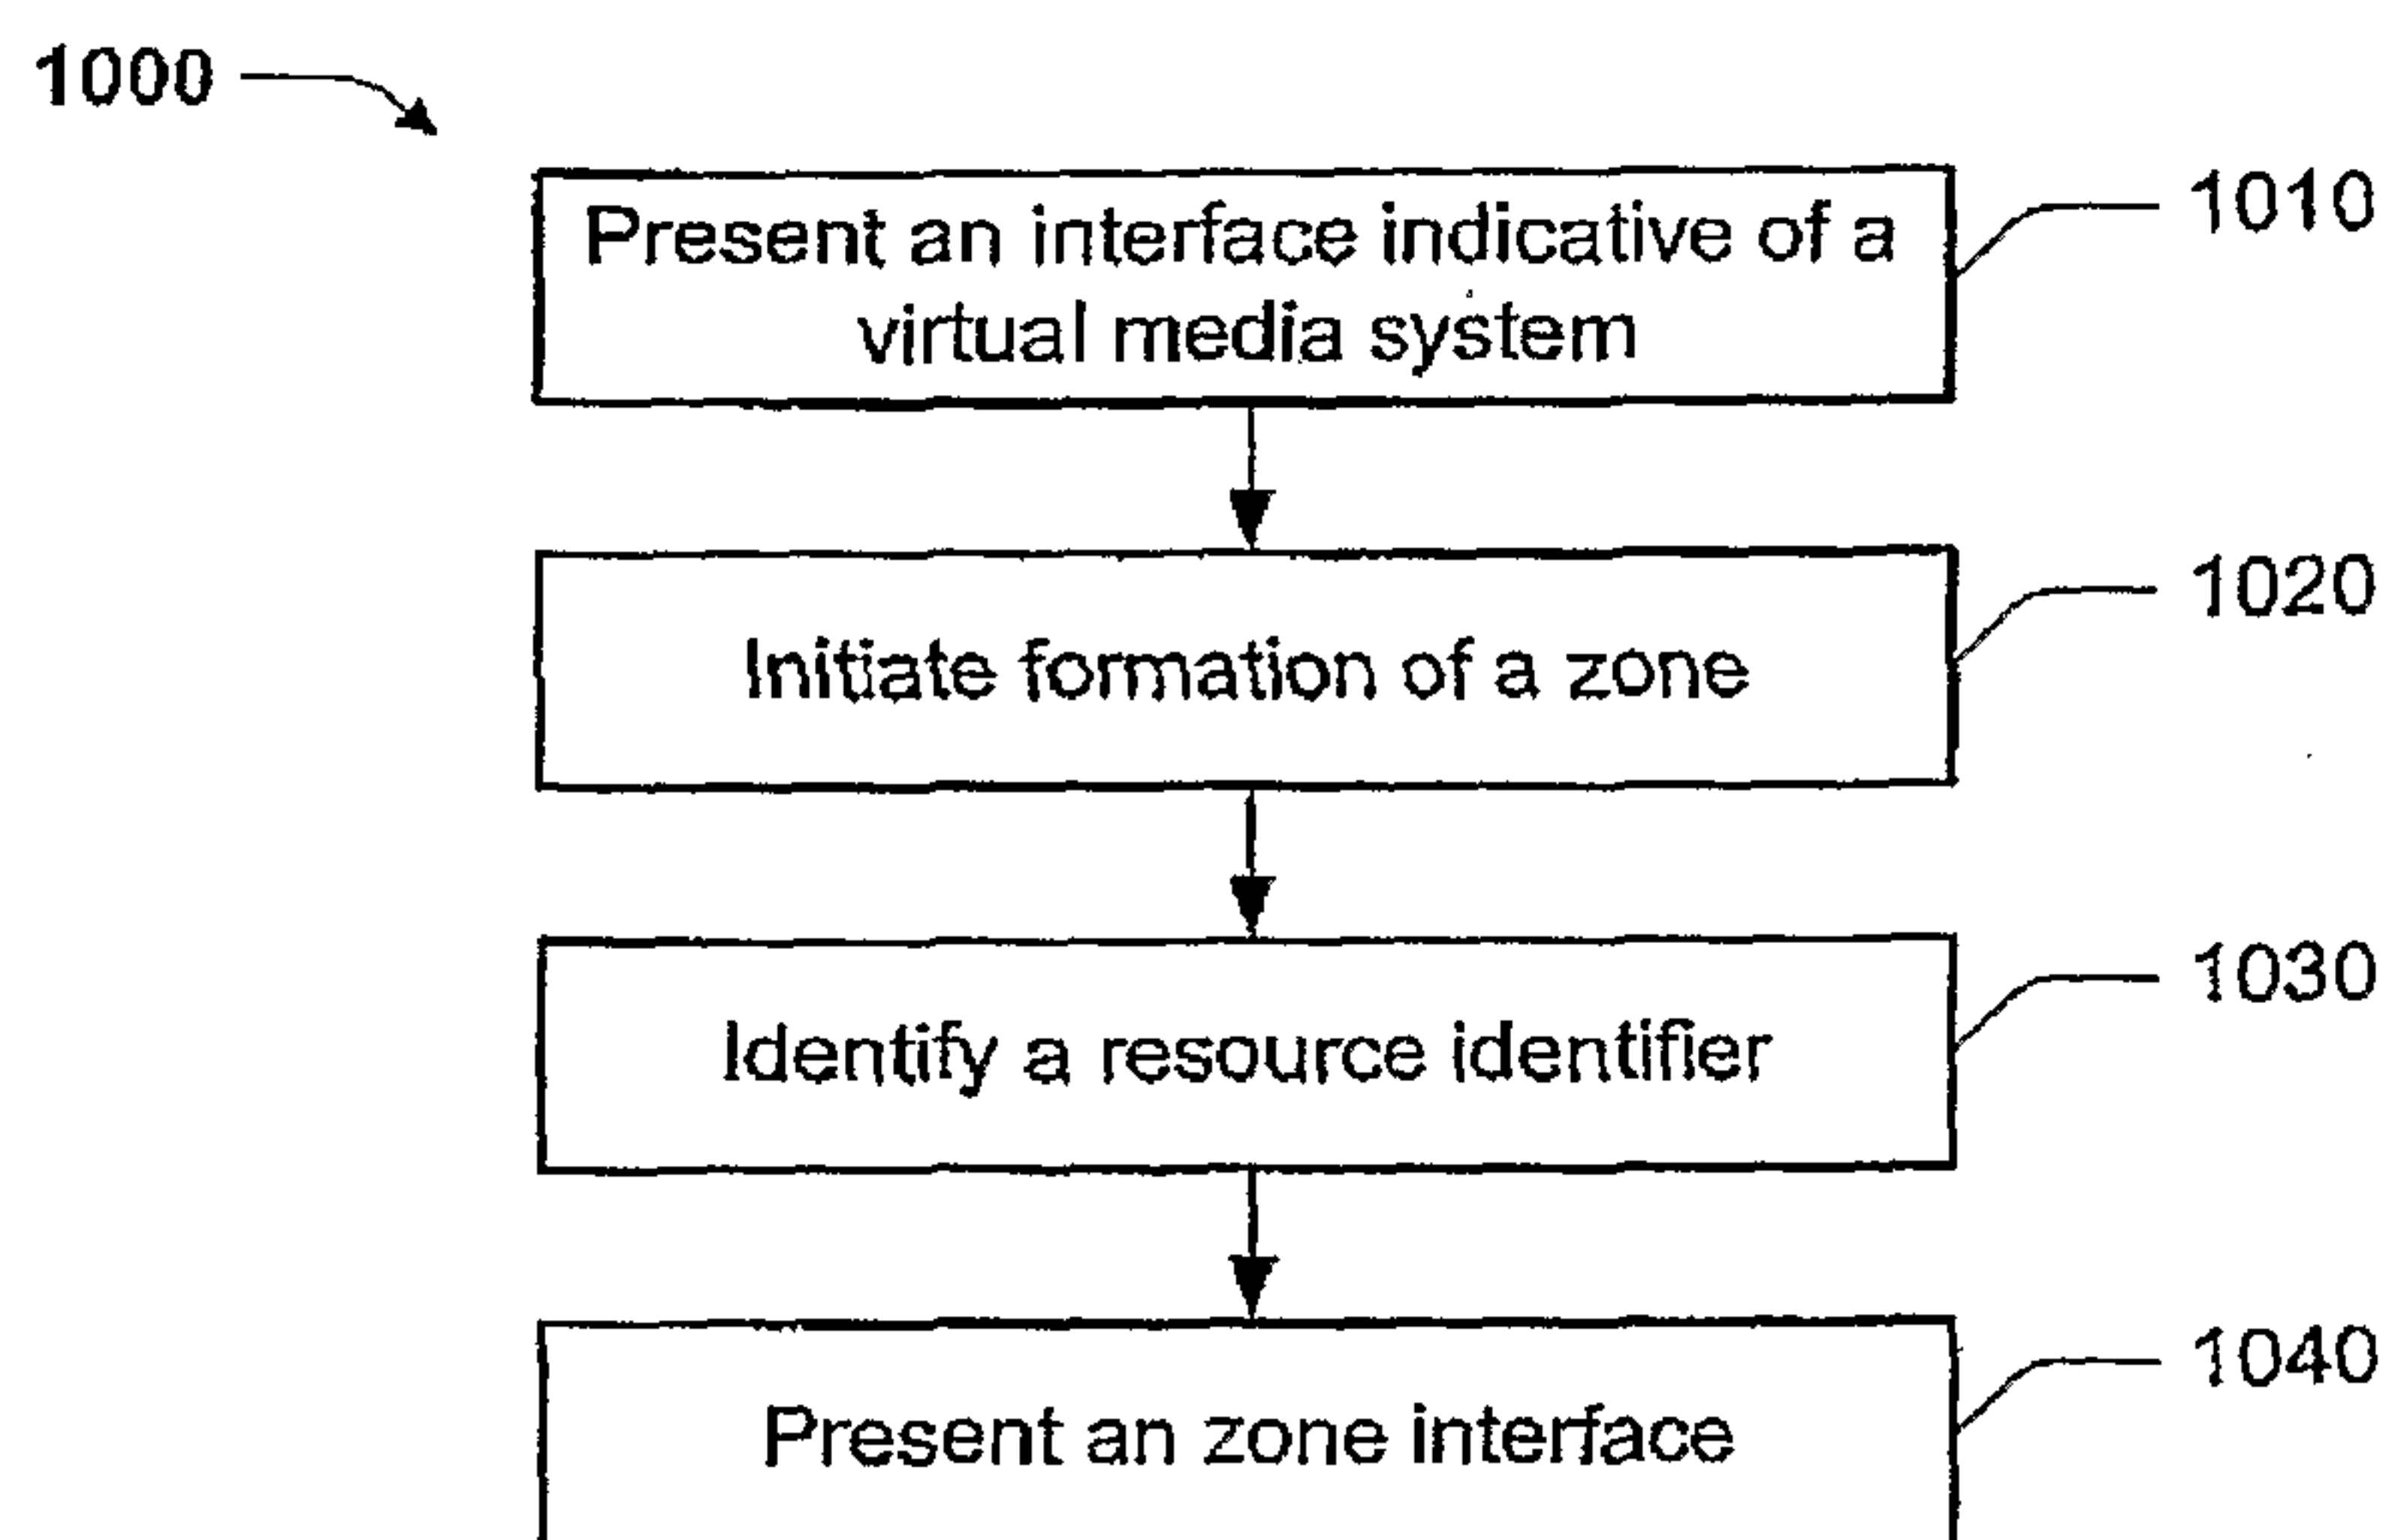 1000
Present an interface indicative of a
virtual media system
1010
Initiate formation of a zone
1020
Identify a resource identifier
1030
Present an zone interface
1040